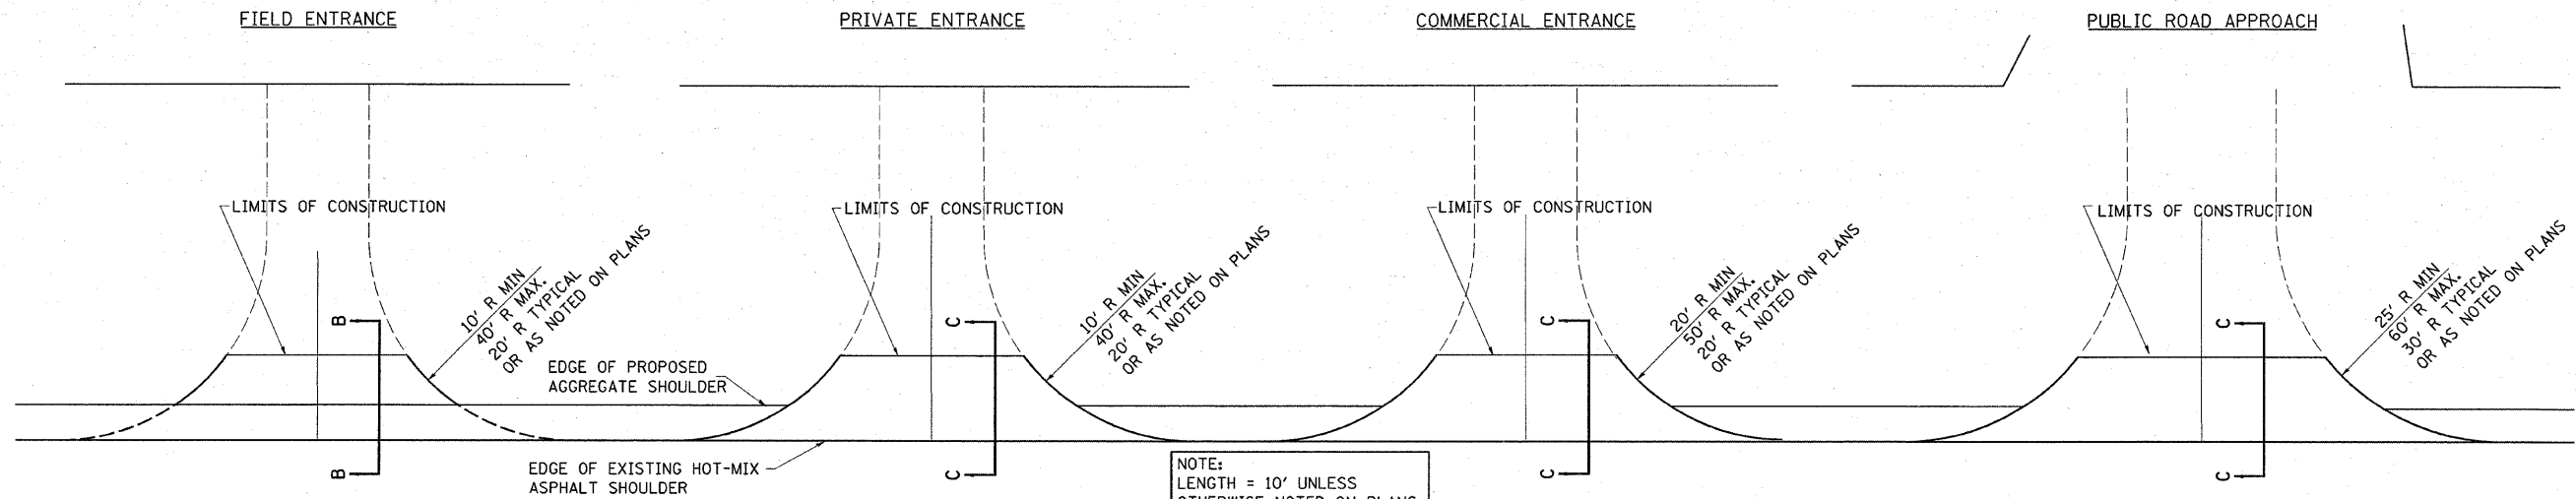 FIELD ENTRANCE
PRIVATE ENTRANCE
COMMERCIAL ENTRANCE
PUBLIC ROAD APPROACH
LIMITS OF CONSTRUCTION
LIMITS OF CONSTRUCTION
LIMITS OF CONSTRUCTION
LIMITS OF CONSTRUCTION
10' R MIN
40' R MAX.
20' R TYPICAL
OR AS NOTED ON PLANS
10' R MIN
40' R MAX.
20' R TYPICAL
OR AS NOTED ON PLANS
20' R MIN
50' R MAX.
20' R TYPICAL
OR AS NOTED ON PLANS
25' R MIN
60' R MAX.
30' R TYPICAL
OR AS NOTED ON PLANS
B
C
C
C
EDGE OF PROPOSED
AGGREGATE SHOULDER
B
C
C
C
EDGE OF EXISTING HOT-MIX
ASPHALT SHOULDER
NOTE:
LENGTH = 10' UNLESS
OTHERWISE NOTED ON PLANS